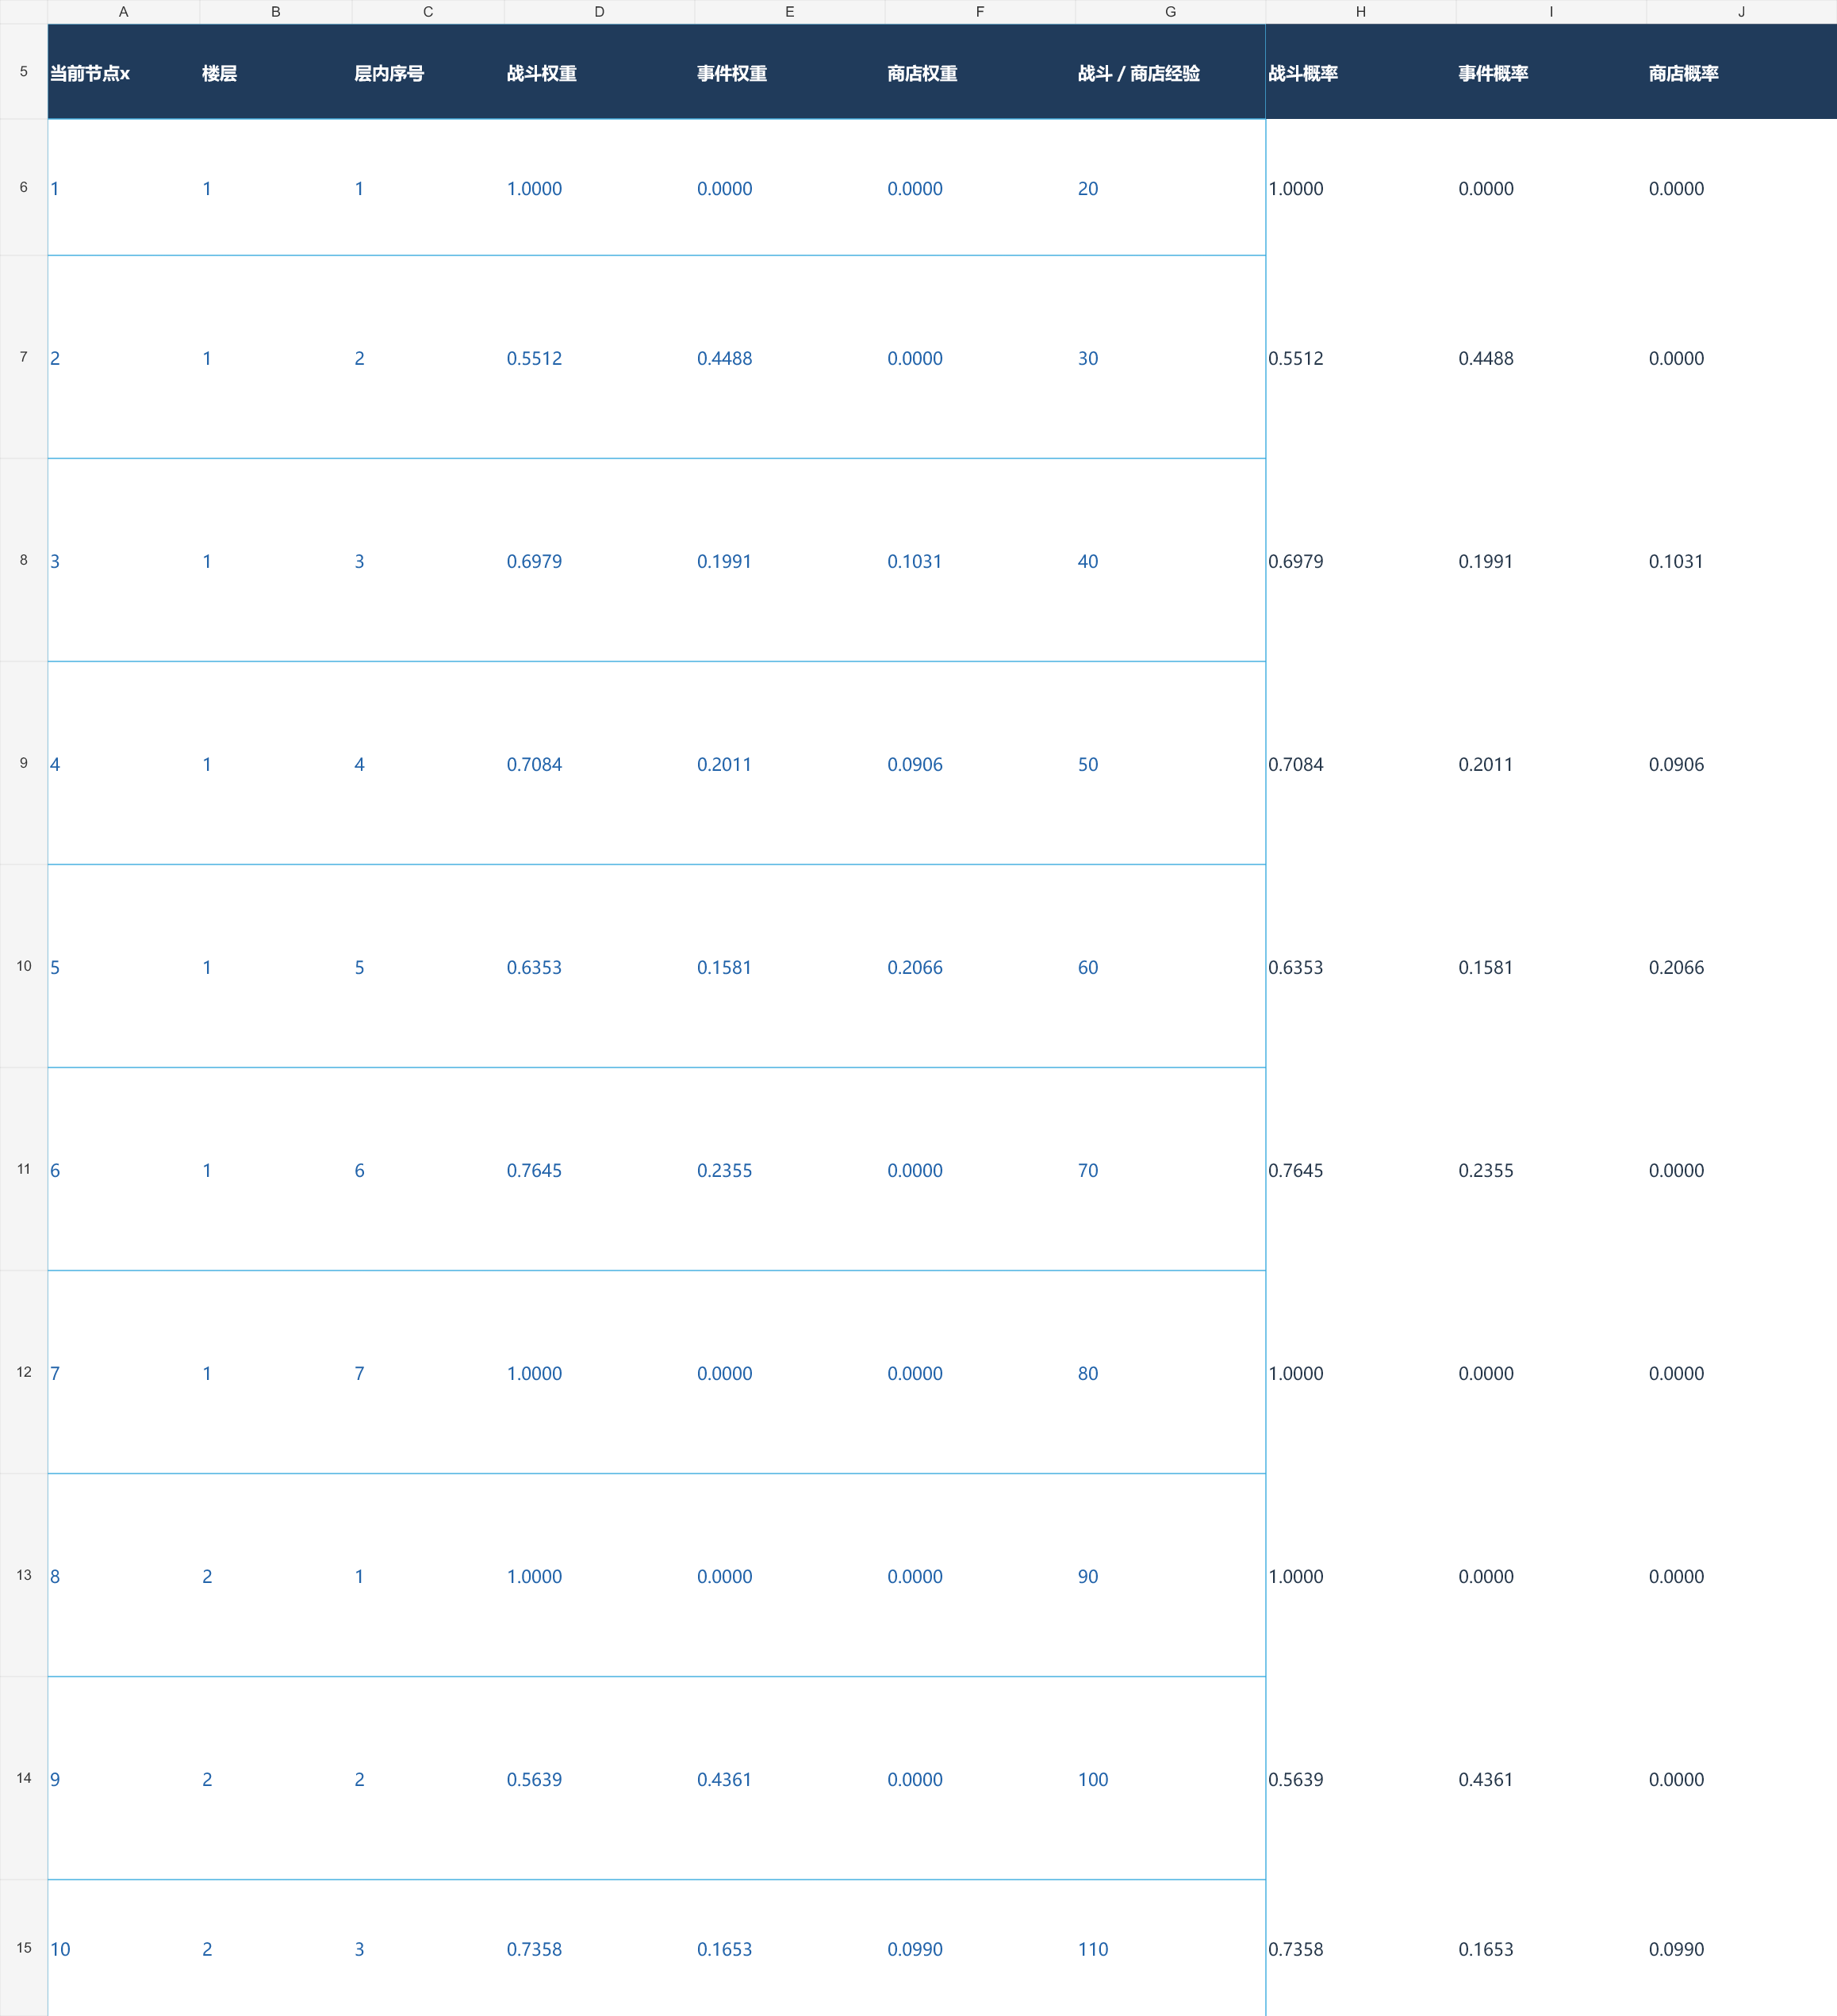 A B C D E F G H I J
5 当前节点x 楼层 层内序号 战斗权重 事件权重 商店权重 战斗 / 商店经验 战斗概率 事件概率 商店概率
6 1 1 1 1.0000 0.0000 0.0000 20 1.0000 0.0000 0.0000
7 2 1 2 0.5512 0.4488 0.0000 30 0.5512 0.4488 0.0000
8 3 1 3 0.6979 0.1991 0.1031 40 0.6979 0.1991 0.1031
9 4 1 4 0.7084 0.2011 0.0906 50 0.7084 0.2011 0.0906
10 5 1 5 0.6353 0.1581 0.2066 60 0.6353 0.1581 0.2066
11 6 1 6 0.7645 0.2355 0.0000 70 0.7645 0.2355 0.0000
12 7 1 7 1.0000 0.0000 0.0000 80 1.0000 0.0000 0.0000
13 8 2 1 1.0000 0.0000 0.0000 90 1.0000 0.0000 0.0000
14 9 2 2 0.5639 0.4361 0.0000 100 0.5639 0.4361 0.0000
15 10 2 3 0.7358 0.1653 0.0990 110 0.7358 0.1653 0.0990